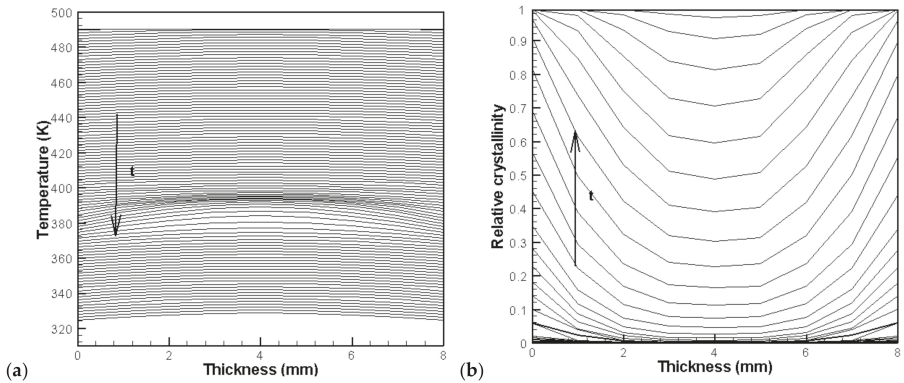 (a)
Temperature (K)
500
480
460
440
420
400
380
360
340
320
t
0 2 4 6 8
Thickness (mm)
(b)
Relative crystallinity
1
0.9
0.8
0.7
0.6
0.5
0.4
0.3
0.2
0.1
0
t
0 2 4 6 8
Thickness (mm)